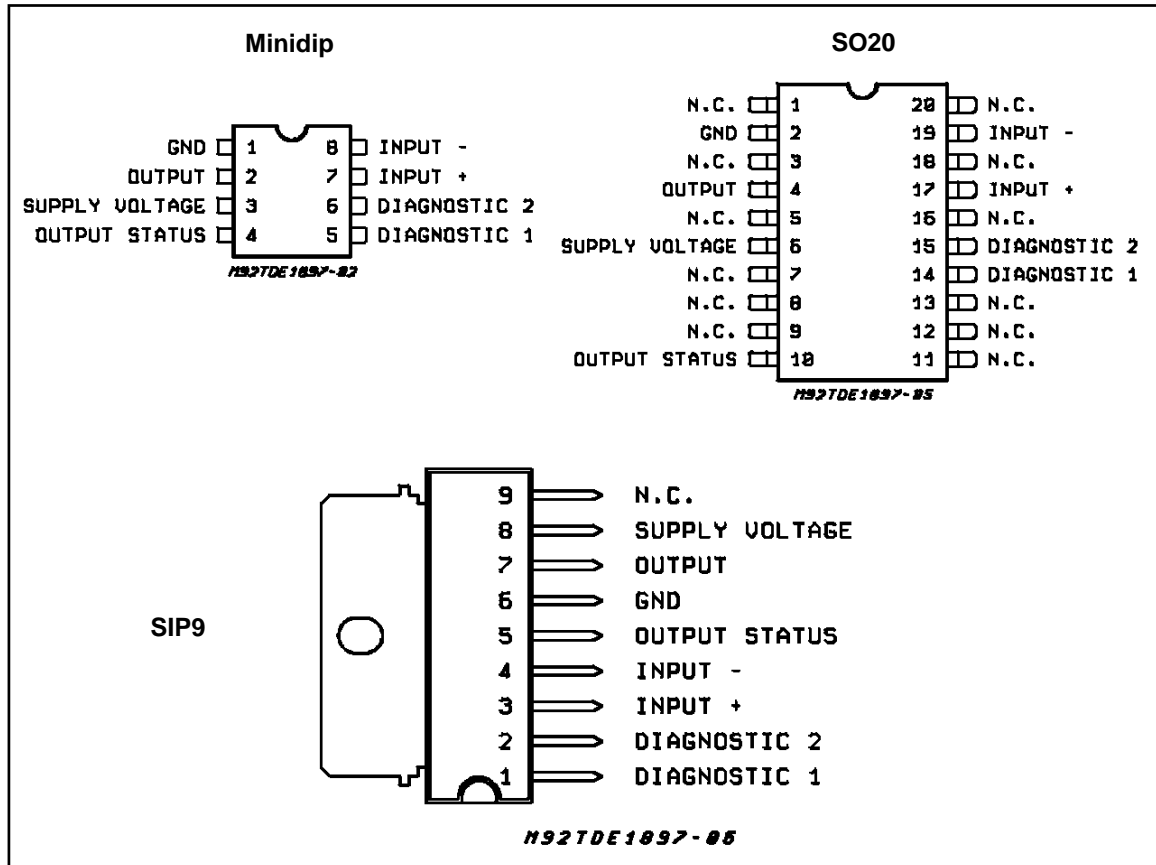 Minidip
GND 1 8 INPUT -
OUTPUT 2 7 INPUT +
SUPPLY VOLTAGE 3 6 DIAGNOSTIC 2
OUTPUT STATUS 4 5 DIAGNOSTIC 1
M92TDE1897-02
SO20
N.C. 1 20 N.C.
GND 2 19 INPUT -
N.C. 3 18 N.C.
OUTPUT 4 17 INPUT +
N.C. 5 16 N.C.
SUPPLY VOLTAGE 6 15 DIAGNOSTIC 2
N.C. 7 14 DIAGNOSTIC 1
N.C. 8 13 N.C.
N.C. 9 12 N.C.
OUTPUT STATUS 10 11 N.C.
M92TDE1897-05
SIP9
9 N.C.
8 SUPPLY VOLTAGE
7 OUTPUT
6 GND
5 OUTPUT STATUS
4 INPUT -
3 INPUT +
2 DIAGNOSTIC 2
1 DIAGNOSTIC 1
M92TDE1897-06